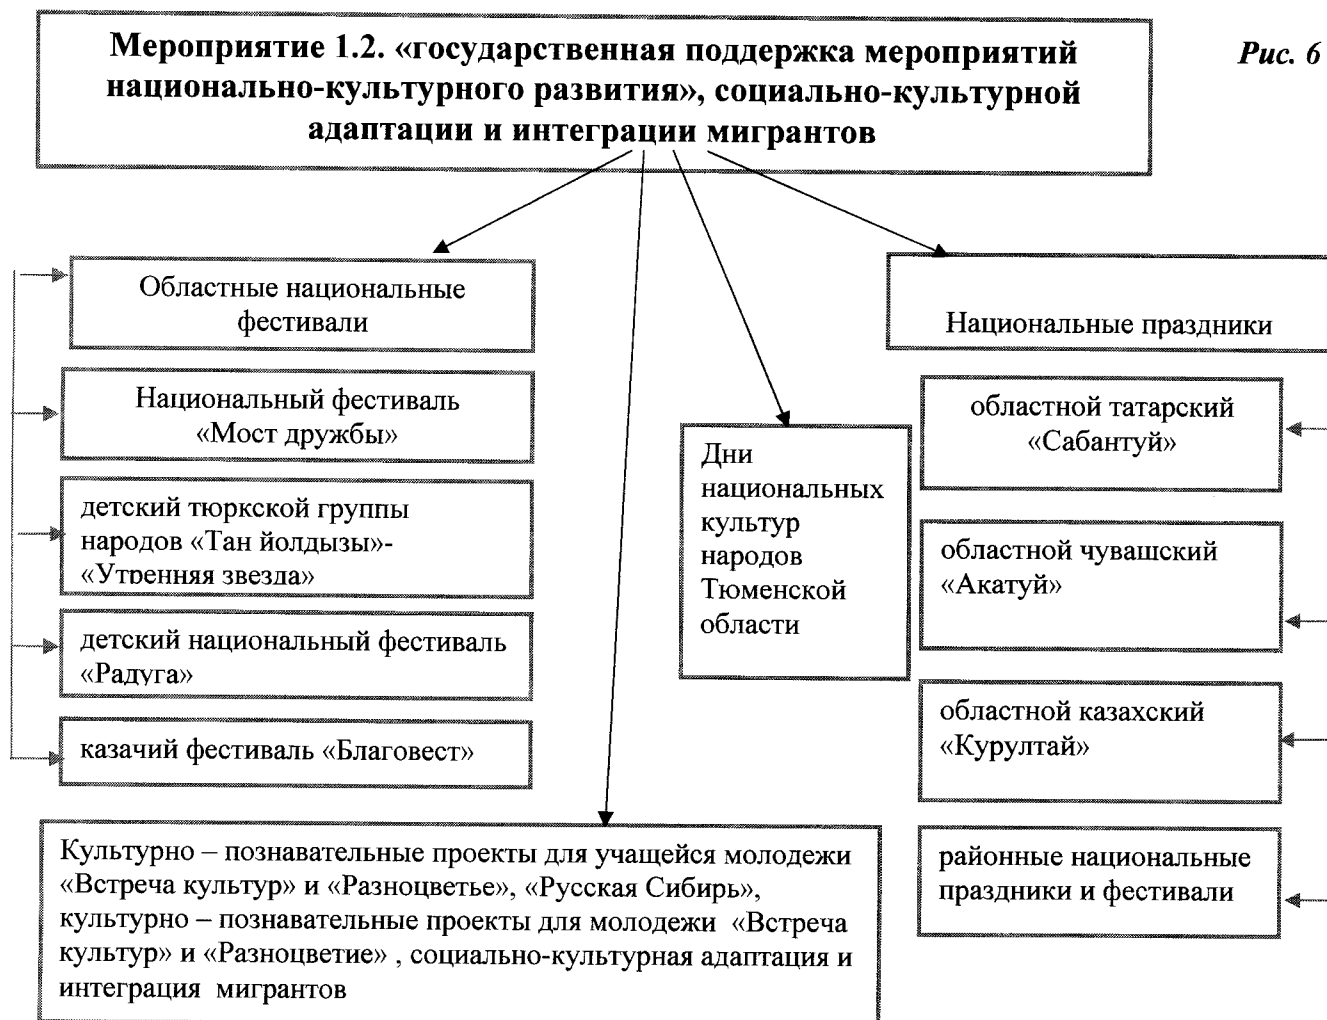 Мероприятие 1.2. «государственная поддержка мероприятий
национально-культурного развития», социально-культурной
адаптации и интеграции мигрантов
Рис. 6
Областные национальные
фестивали
Национальный фестиваль
«Мост дружбы»
детский тюркской группы
народов «Тан йолдызы»-
«Утренняя звезда»
детский национальный фестиваль
«Радуга»
казачий фестиваль «Благовест»
Дни
национальных
культур
народов
Тюменской
области
Национальные праздники
областной татарский
«Сабантуй»
областной чувашский
«Акатуй»
областной казахский
«Курултай»
районные национальные
праздники и фестивали
Культурно – познавательные проекты для учащейся молодежи
«Встреча культур» и «Разноцветье», «Русская Сибирь»,
культурно – познавательные проекты для молодежи «Встреча
культур» и «Разноцветие» , социально-культурная адаптация и
интеграция мигрантов